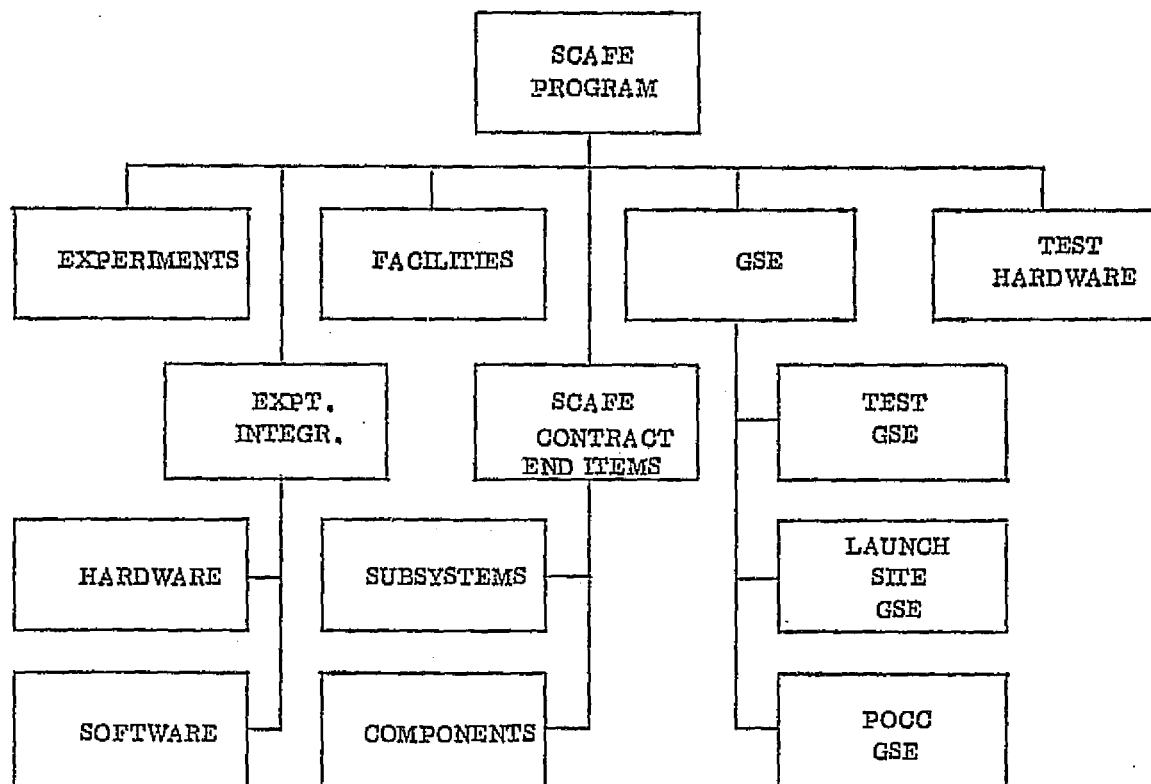 SCAFE
PROGRAM
EXPERIMENTS
FACILITIES
GSE
TEST
HARDWARE
EXPT.
INTEGR.
SCAFE
CONTRACT
END ITEMS
TEST
GSE
HARDWARE
SUBSYSTEMS
LAUNCH
SITE
GSE
SOFTWARE
COMPONENTS
POCC
GSE